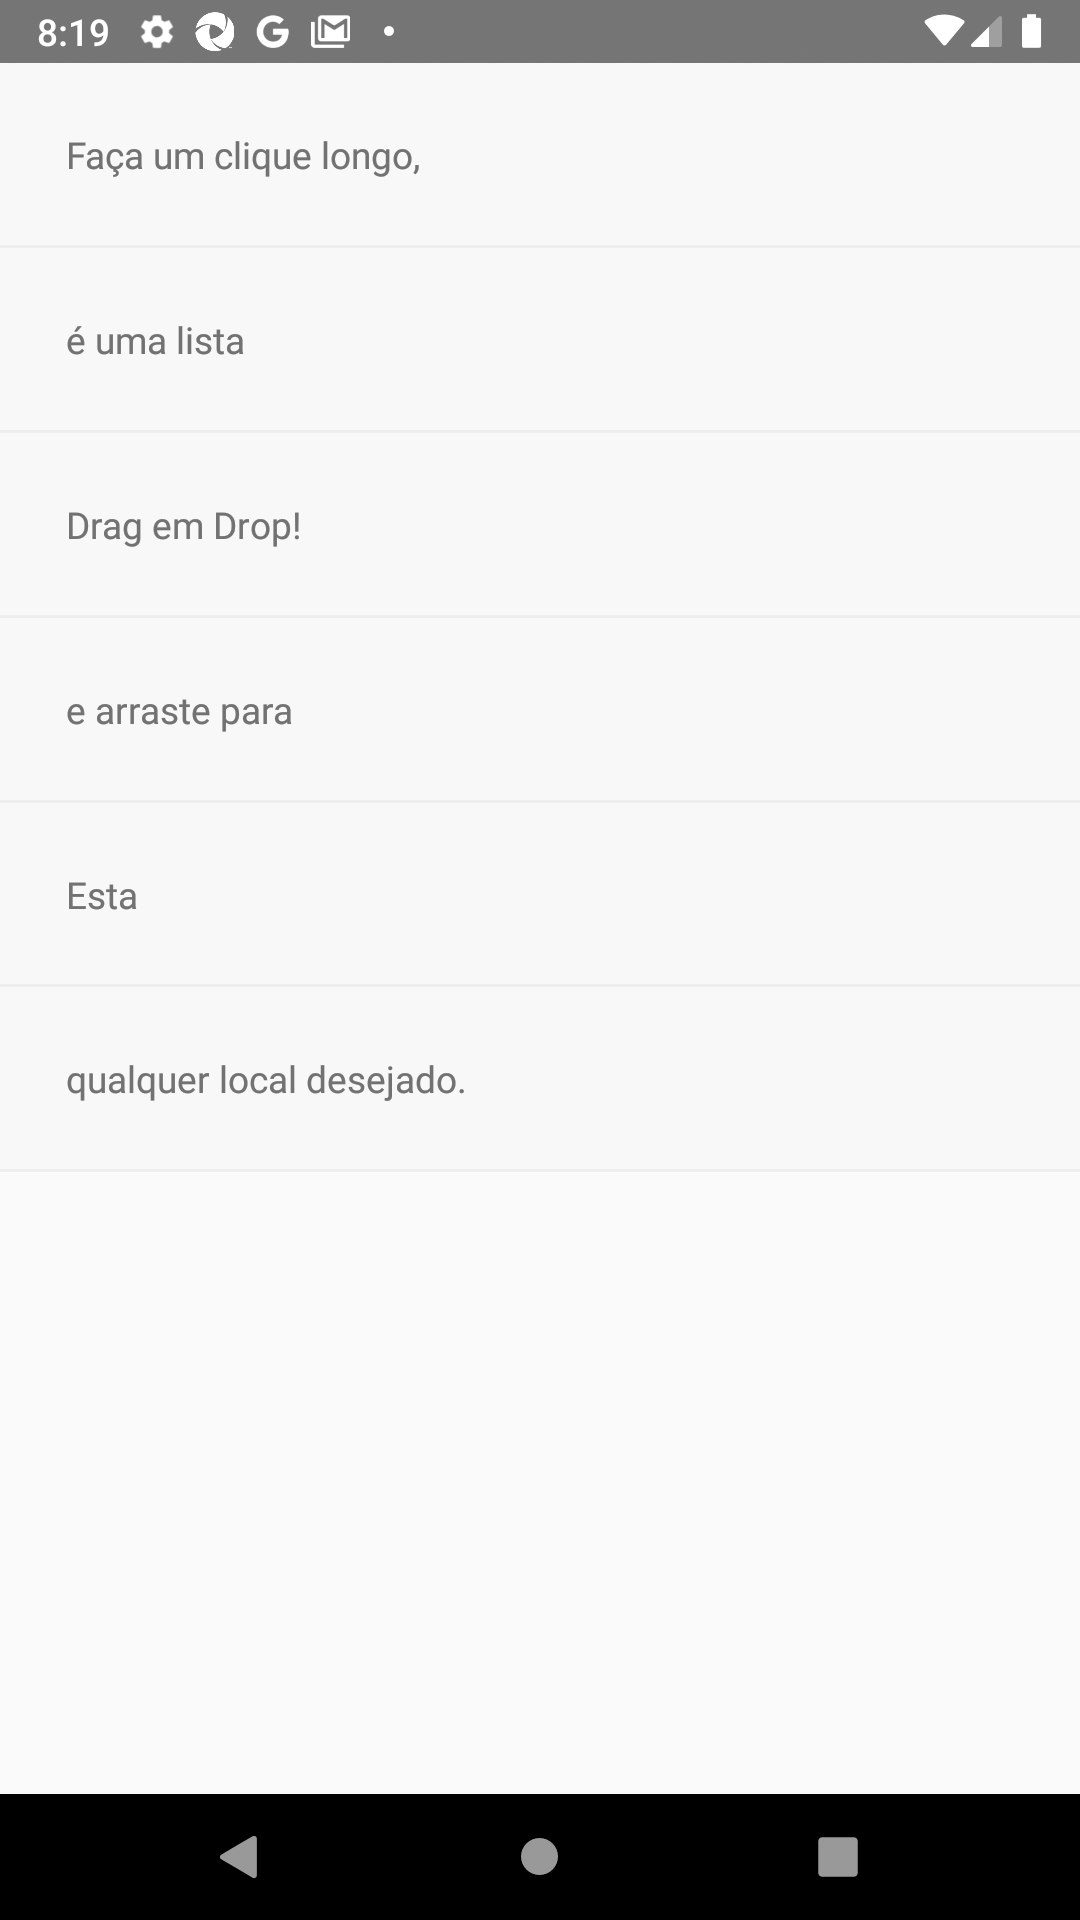 8:19
Faça um clique longo,
é uma lista
Drag em Drop!
e arraste para
Esta
qualquer local desejado.